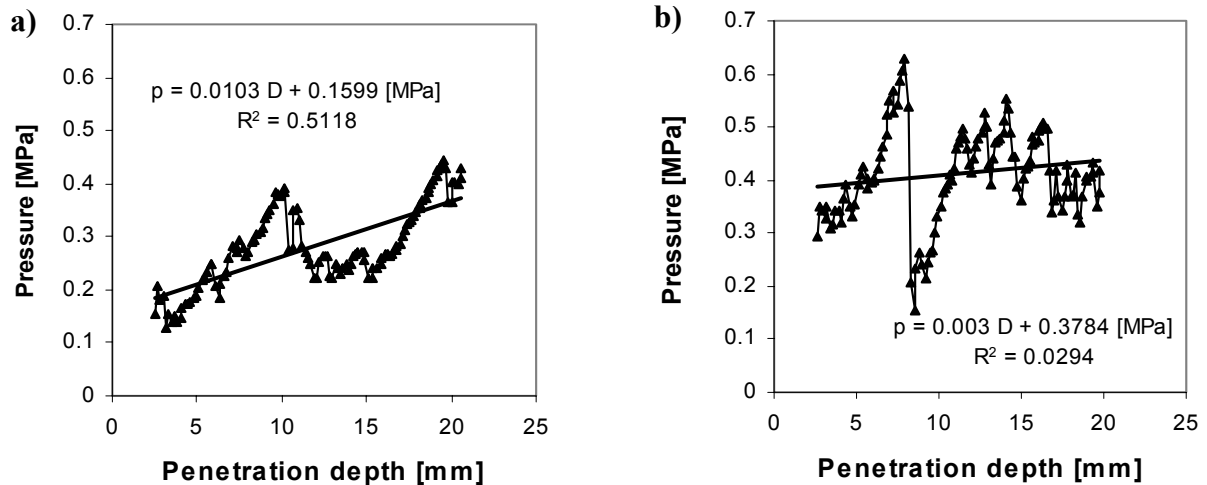 a)
0.7
0.6
0.5
0.4
0.3
0.2
0.1
0
Pressure [MPa]
p = 0.0103 D + 0.1599 [MPa]
R² = 0.5118
0 5 10 15 20 25
Penetration depth [mm]
b)
0.7
0.6
0.5
0.4
0.3
0.2
0.1
0
Pressure [MPa]
p = 0.003 D + 0.3784 [MPa]
R² = 0.0294
0 5 10 15 20 25
Penetration depth [mm]